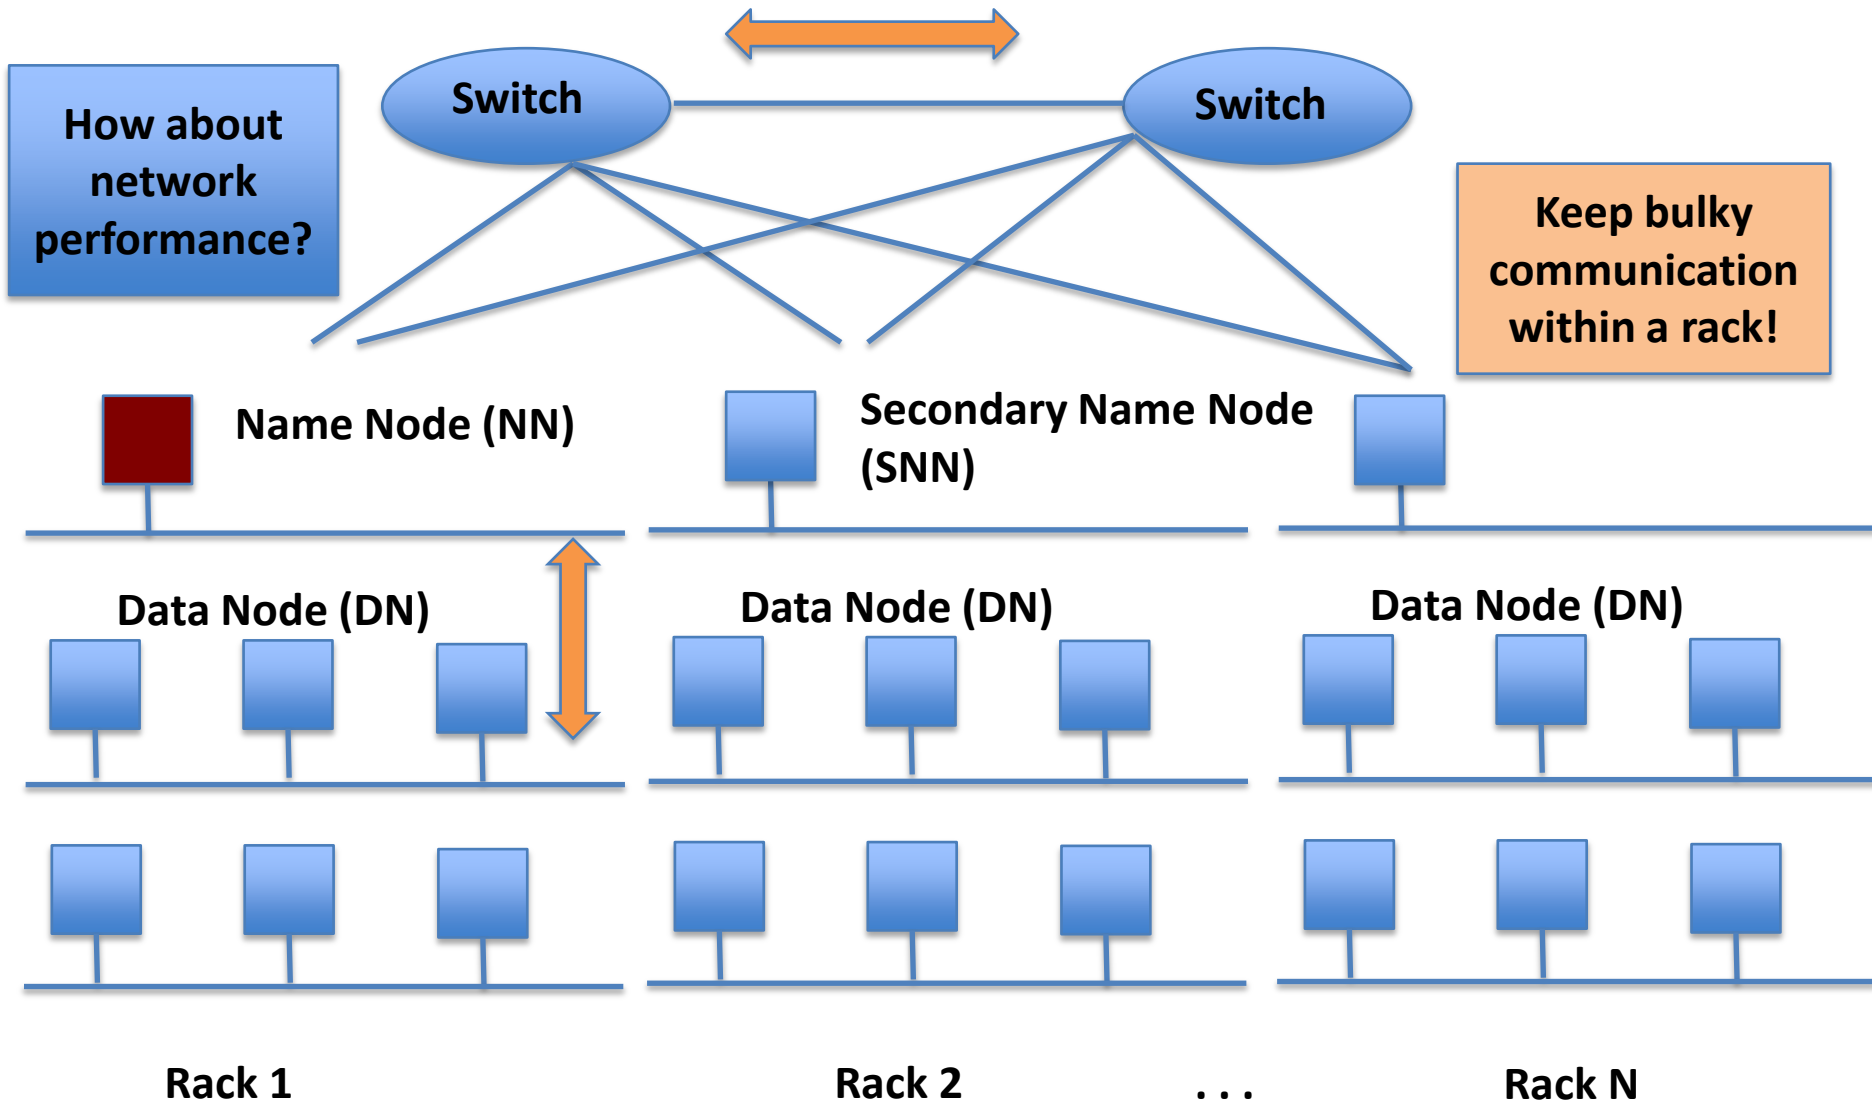 Switch
Switch
How about
network
performance?
Keep bulky
communication
within a rack!
Name Node (NN)
Secondary Name Node
(SNN)
Data Node (DN)
Data Node (DN)
Data Node (DN)
Rack 1
Rack 2
. . .
Rack N